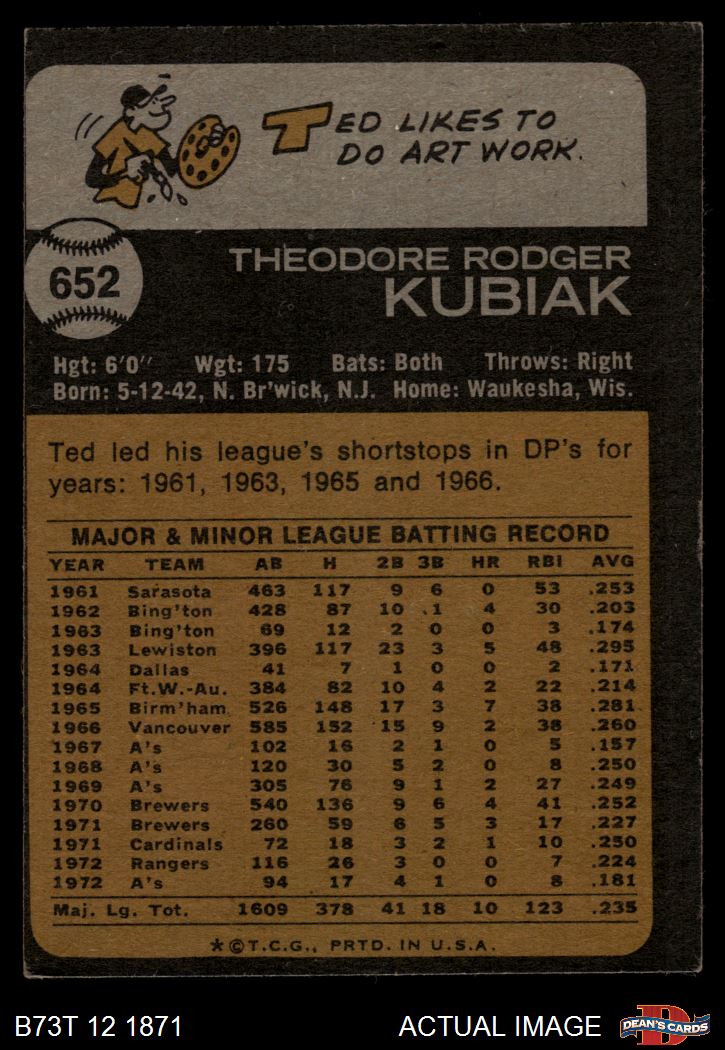 TED LIKES TO
DO ART WORK.
652
THEODORE RODGER
KUBIAK
Hgt: 6'0" Wgt: 175 Bats: Both Throws: Right
Born: 5-12-42, N. Br'wick, N.J. Home: Waukesha, Wis.
Ted led his league's shortstops in DP's for
years: 1961, 1963, 1965 and 1966.
MAJOR & MINOR LEAGUE BATTING RECORD
YEAR TEAM AB H 2B 3B HR RBI AVG
1961 Sarasota 463 117 9 6 0 53 .253
1962 Bing'ton 428 87 10 1 4 30 .203
1963 Bing'ton 69 12 2 0 0 3 .174
1963 Lewiston 396 117 23 3 5 48 .295
1964 Dallas 41 7 1 0 0 2 .171
1964 Ft.W.-Au. 384 82 10 4 2 22 .214
1965 Birm'ham 526 148 17 3 7 38 .281
1966 Vancouver 585 152 15 9 2 38 .260
1967 A's 102 16 2 1 0 5 .157
1968 A's 120 30 5 2 0 8 .250
1969 A's 305 76 9 1 2 27 .249
1970 Brewers 540 136 9 6 4 41 .252
1971 Brewers 260 59 6 5 3 17 .227
1971 Cardinals 72 18 3 2 1 10 .250
1972 Rangers 116 26 3 0 0 7 .224
1972 A's 94 17 4 1 0 8 .181
Maj. Lg. Tot. 1609 378 41 18 10 123 .235
*©T.C.G., PRTD. IN U.S.A.
B73T 12 1871 ACTUAL IMAGE
D
DEAN'S CARDS